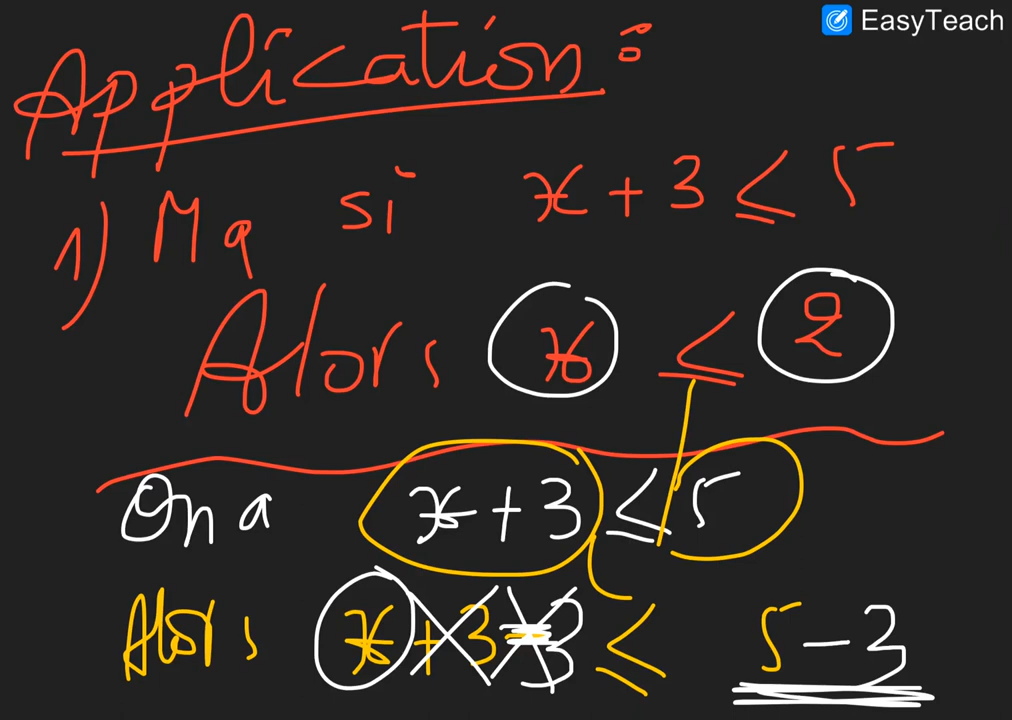 EasyTeach
Application :
1) Mq si x + 3 ≤ 5
Alors x ≤ 2
On a x + 3 ≤ 5
Alors x + 3 - 3 ≤ 5 - 3